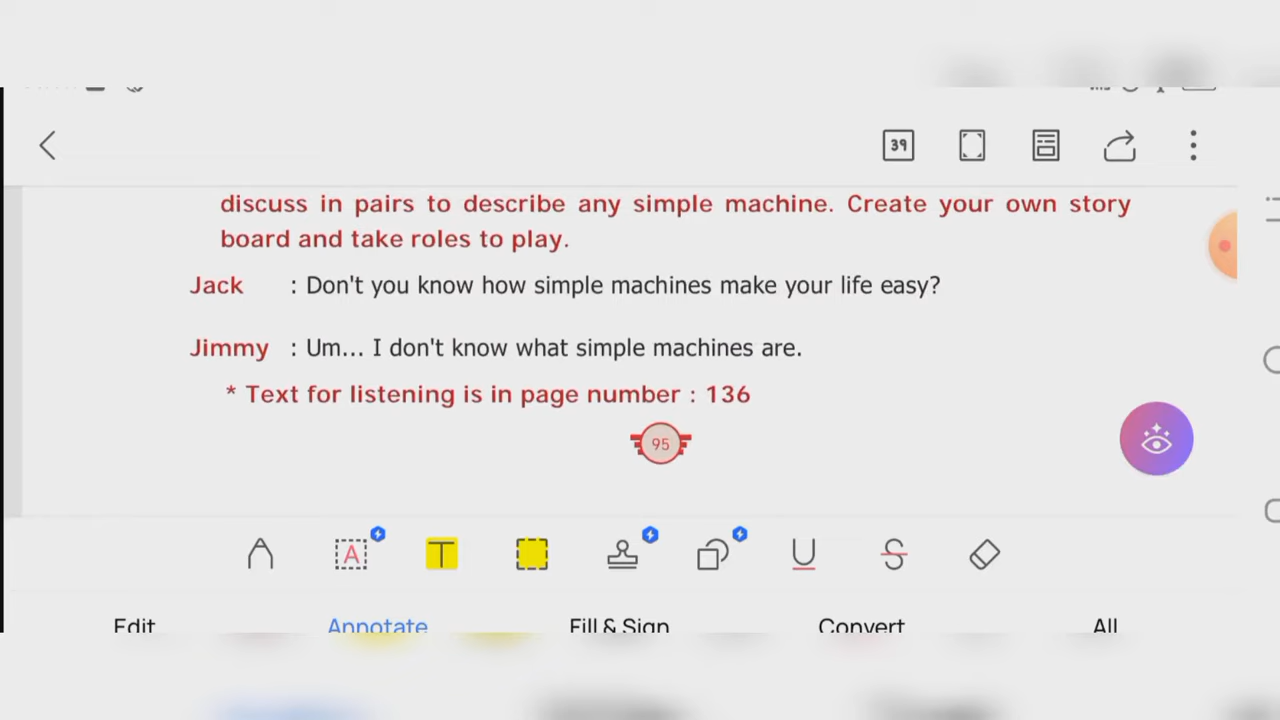 39
discuss in pairs to describe any simple machine. Create your own story
board and take roles to play.
Jack : Don't you know how simple machines make your life easy?
Jimmy : Um... I don't know what simple machines are.
* Text for listening is in page number : 136
95
A T U S
Edit Annotate Fill & Sign Convert All